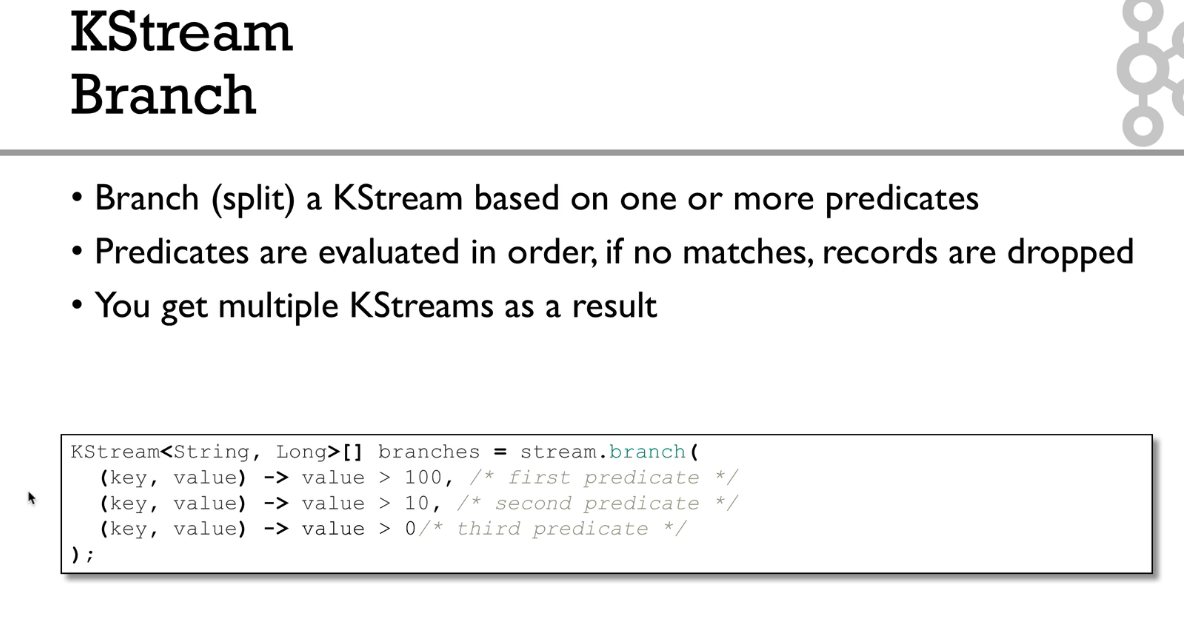 KStream
Branch
• Branch (split) a KStream based on one or more predicates
• Predicates are evaluated in order, if no matches, records are dropped
• You get multiple KStreams as a result
KStream<String, Long>[] branches = stream.branch(
  (key, value) -> value > 100, /* first predicate */
  (key, value) -> value > 10, /* second predicate */
  (key, value) -> value > 0/* third predicate */
);